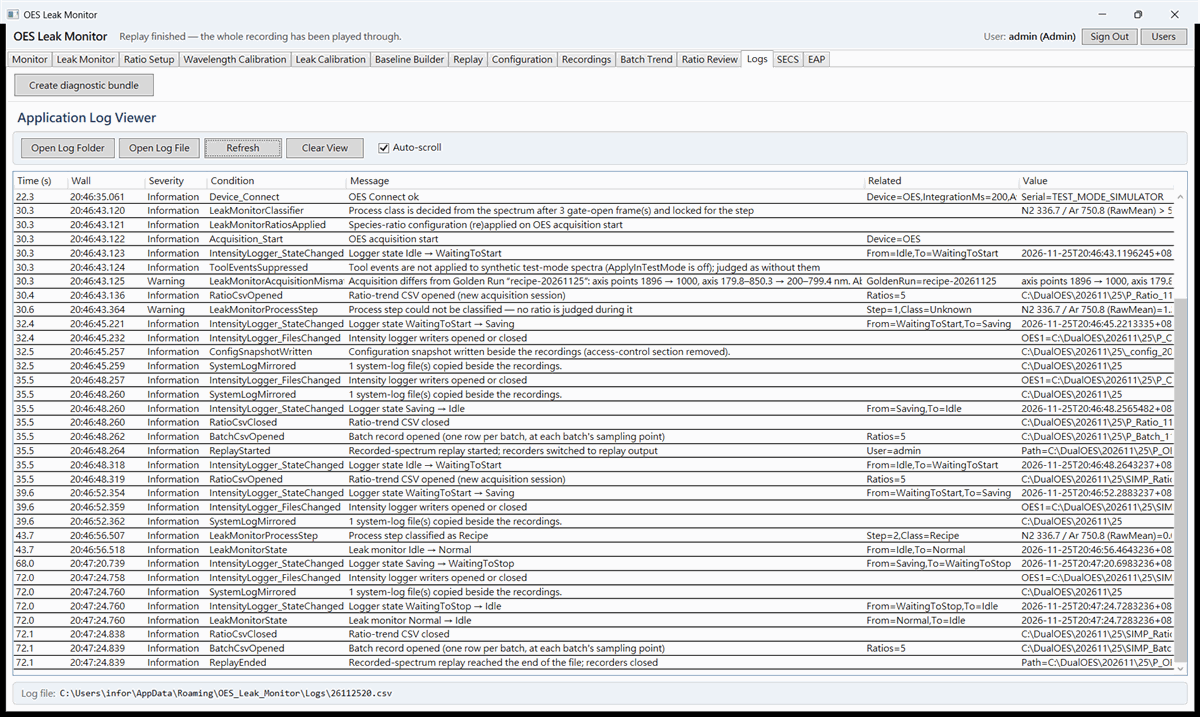 OES Leak Monitor
OES Leak Monitor Replay finished — the whole recording has been played through. User: admin (Admin) Sign Out Users
Monitor Leak Monitor Ratio Setup Wavelength Calibration Leak Calibration Baseline Builder Replay Configuration Recordings Batch Trend Ratio Review Logs SECS EAP
Create diagnostic bundle
Application Log Viewer
Open Log Folder Open Log File Refresh Clear View Auto-scroll
Time (s) Wall Severity Condition Message Related Value
22.3 20:46:35.061 Information Device_Connect OES Connect ok Device=OES,IntegrationMs=200,A Serial=TEST_MODE_SIMULATOR
30.3 20:46:43.120 Information LeakMonitorClassifier Process class is decided from the spectrum after 3 gate-open frame(s) and locked for the step N2 336.7 / Ar 750.8 (RawMean) > 5
30.3 20:46:43.121 Information LeakMonitorRatiosApplied Species-ratio configuration (re)applied on OES acquisition start
30.3 20:46:43.122 Information Acquisition_Start OES acquisition start Device=OES
30.3 20:46:43.123 Information IntensityLogger_StateChanged Logger state Idle → WaitingToStart From=Idle,To=WaitingToStart 2026-11-25T20:46:43.1196245+08
30.3 20:46:43.124 Information ToolEventsSuppressed Tool events are not applied to synthetic test-mode spectra (ApplyInTestMode is off); judged as without them
30.3 20:46:43.125 Warning LeakMonitorAcquisitionMisma Acquisition differs from Golden Run "recipe-20261125": axis points 1896 → 1000, axis 179.8–850.3 → 200–799.4 nm. Al GoldenRun=recipe-20261125 axis points 1896 → 1000, axis 179.8
30.4 20:46:43.136 Information RatioCsvOpened Ratio-trend CSV opened (new acquisition session) Ratios=5 C:\DualOES\202611\25\P_Ratio_11
30.6 20:46:43.364 Warning LeakMonitorProcessStep Process step could not be classified — no ratio is judged during it Step=1,Class=Unknown N2 336.7 / Ar 750.8 (RawMean)=1.
32.4 20:46:45.221 Information IntensityLogger_StateChanged Logger state WaitingToStart → Saving From=WaitingToStart,To=Saving 2026-11-25T20:46:45.2213335+08
32.4 20:46:45.232 Information IntensityLogger_FilesChanged Intensity logger writers opened or closed OES1=C:\DualOES\202611\25\P_C
32.5 20:46:45.257 Information ConfigSnapshotWritten Configuration snapshot written beside the recordings (access-control section removed). C:\DualOES\202611\25\_config_20
32.5 20:46:45.259 Information SystemLogMirrored 1 system-log file(s) copied beside the recordings. C:\DualOES\202611\25
35.5 20:46:48.257 Information IntensityLogger_FilesChanged Intensity logger writers opened or closed OES1=C:\DualOES\202611\25\P_C
35.5 20:46:48.260 Information SystemLogMirrored 1 system-log file(s) copied beside the recordings. C:\DualOES\202611\25
35.5 20:46:48.260 Information IntensityLogger_StateChanged Logger state Saving → Idle From=Saving,To=Idle 2026-11-25T20:46:48.2565482+08
35.5 20:46:48.260 Information RatioCsvClosed Ratio-trend CSV closed C:\DualOES\202611\25\P_Ratio_11
35.5 20:46:48.262 Information BatchCsvOpened Batch record opened (one row per batch, at each batch's sampling point) Ratios=5 C:\DualOES\202611\25\P_Batch_1
35.5 20:46:48.264 Information ReplayStarted Recorded-spectrum replay started; recorders switched to replay output User=admin Path=C:\DualOES\202611\25\P_OI
35.5 20:46:48.318 Information IntensityLogger_StateChanged Logger state Idle → WaitingToStart From=Idle,To=WaitingToStart 2026-11-25T20:46:48.2643237+08
35.5 20:46:48.319 Information RatioCsvOpened Ratio-trend CSV opened (new acquisition session) Ratios=5 C:\DualOES\202611\25\SIMP_Ratic
39.6 20:46:52.354 Information IntensityLogger_StateChanged Logger state WaitingToStart → Saving From=WaitingToStart,To=Saving 2026-11-25T20:46:52.2883237+08
39.6 20:46:52.359 Information IntensityLogger_FilesChanged Intensity logger writers opened or closed OES1=C:\DualOES\202611\25\SIM
39.6 20:46:52.362 Information SystemLogMirrored 1 system-log file(s) copied beside the recordings. C:\DualOES\202611\25
43.7 20:46:56.507 Information LeakMonitorProcessStep Process step classified as Recipe Step=2,Class=Recipe N2 336.7 / Ar 750.8 (RawMean)=0.
43.7 20:46:56.518 Information LeakMonitorState Leak monitor Idle → Normal From=Idle,To=Normal 2026-11-25T20:46:56.4643236+08
68.0 20:47:20.739 Information IntensityLogger_StateChanged Logger state Saving → WaitingToStop From=Saving,To=WaitingToStop 2026-11-25T20:47:20.6983236+08
72.0 20:47:24.758 Information IntensityLogger_FilesChanged Intensity logger writers opened or closed OES1=C:\DualOES\202611\25\SIM
72.0 20:47:24.760 Information SystemLogMirrored 1 system-log file(s) copied beside the recordings. C:\DualOES\202611\25
72.0 20:47:24.760 Information IntensityLogger_StateChanged Logger state WaitingToStop → Idle From=WaitingToStop,To=Idle 2026-11-25T20:47:24.7283236+08
72.0 20:47:24.760 Information LeakMonitorState Leak monitor Normal → Idle From=Normal,To=Idle 2026-11-25T20:47:24.7283236+08
72.1 20:47:24.838 Information RatioCsvClosed Ratio-trend CSV closed C:\DualOES\202611\25\SIMP_Ratic
72.1 20:47:24.839 Information BatchCsvOpened Batch record opened (one row per batch, at each batch's sampling point) Ratios=5 C:\DualOES\202611\25\SIMP_Batc
72.1 20:47:24.839 Information ReplayEnded Recorded-spectrum replay reached the end of the file; recorders closed Path=C:\DualOES\202611\25\P_OI
Log file: C:\Users\infor\AppData\Roaming\OES_Leak_Monitor\Logs\26112520.csv